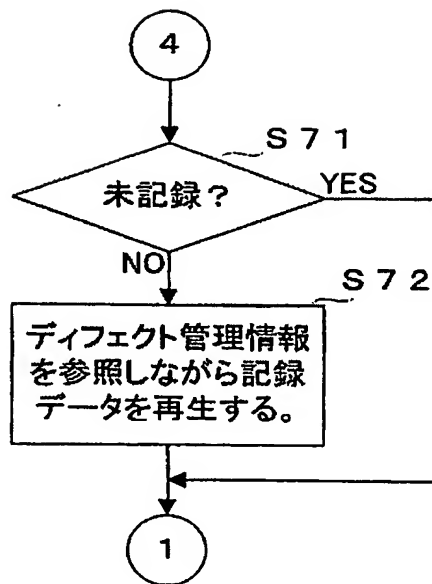 4
S71
未記録？
YES
NO
S72
ディフェクト管理情報
を参照しながら記録
データを再生する。
1